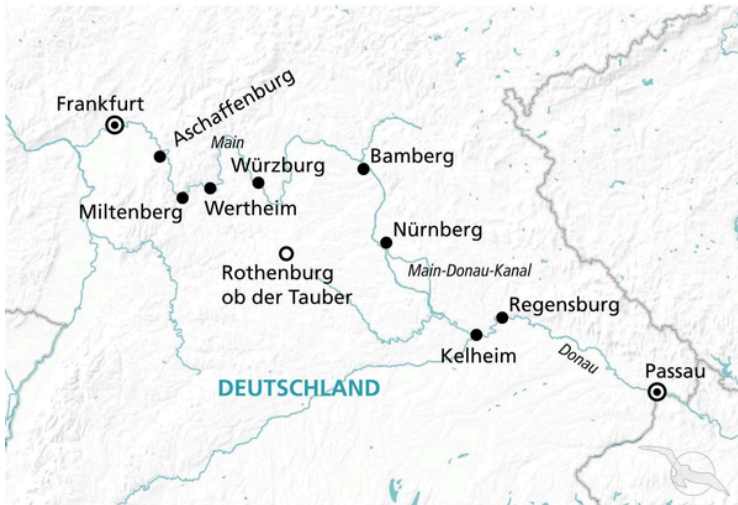 Frankfurt
Aschaffenburg
Main
Würzburg
Bamberg
Miltenberg
Wertheim
Nürnberg
Rothenburg
ob der Tauber
Main-Donau-Kanal
Regensburg
Kelheim
Donau
Passau
DEUTSCHLAND